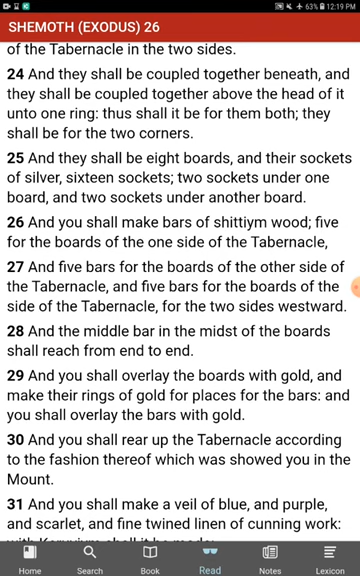 63% 12:19 PM
SHEMOTH (EXODUS) 26
of the Tabernacle in the two sides.
24 And they shall be coupled together beneath, and
they shall be coupled together above the head of it
unto one ring: thus shall it be for them both; they
shall be for the two corners.
25 And they shall be eight boards, and their sockets
of silver, sixteen sockets; two sockets under one
board, and two sockets under another board.
26 And you shall make bars of shittiym wood; five
for the boards of the one side of the Tabernacle,
27 And five bars for the boards of the other side of
the Tabernacle, and five bars for the boards of the
side of the Tabernacle, for the two sides westward.
28 And the middle bar in the midst of the boards
shall reach from end to end.
29 And you shall overlay the boards with gold, and
make their rings of gold for places for the bars: and
you shall overlay the bars with gold.
30 And you shall rear up the Tabernacle according
to the fashion thereof which was showed you in the
Mount.
31 And you shall make a veil of blue, and purple,
and scarlet, and fine twined linen of cunning work:
Home Search Book Read Notes Lexicon